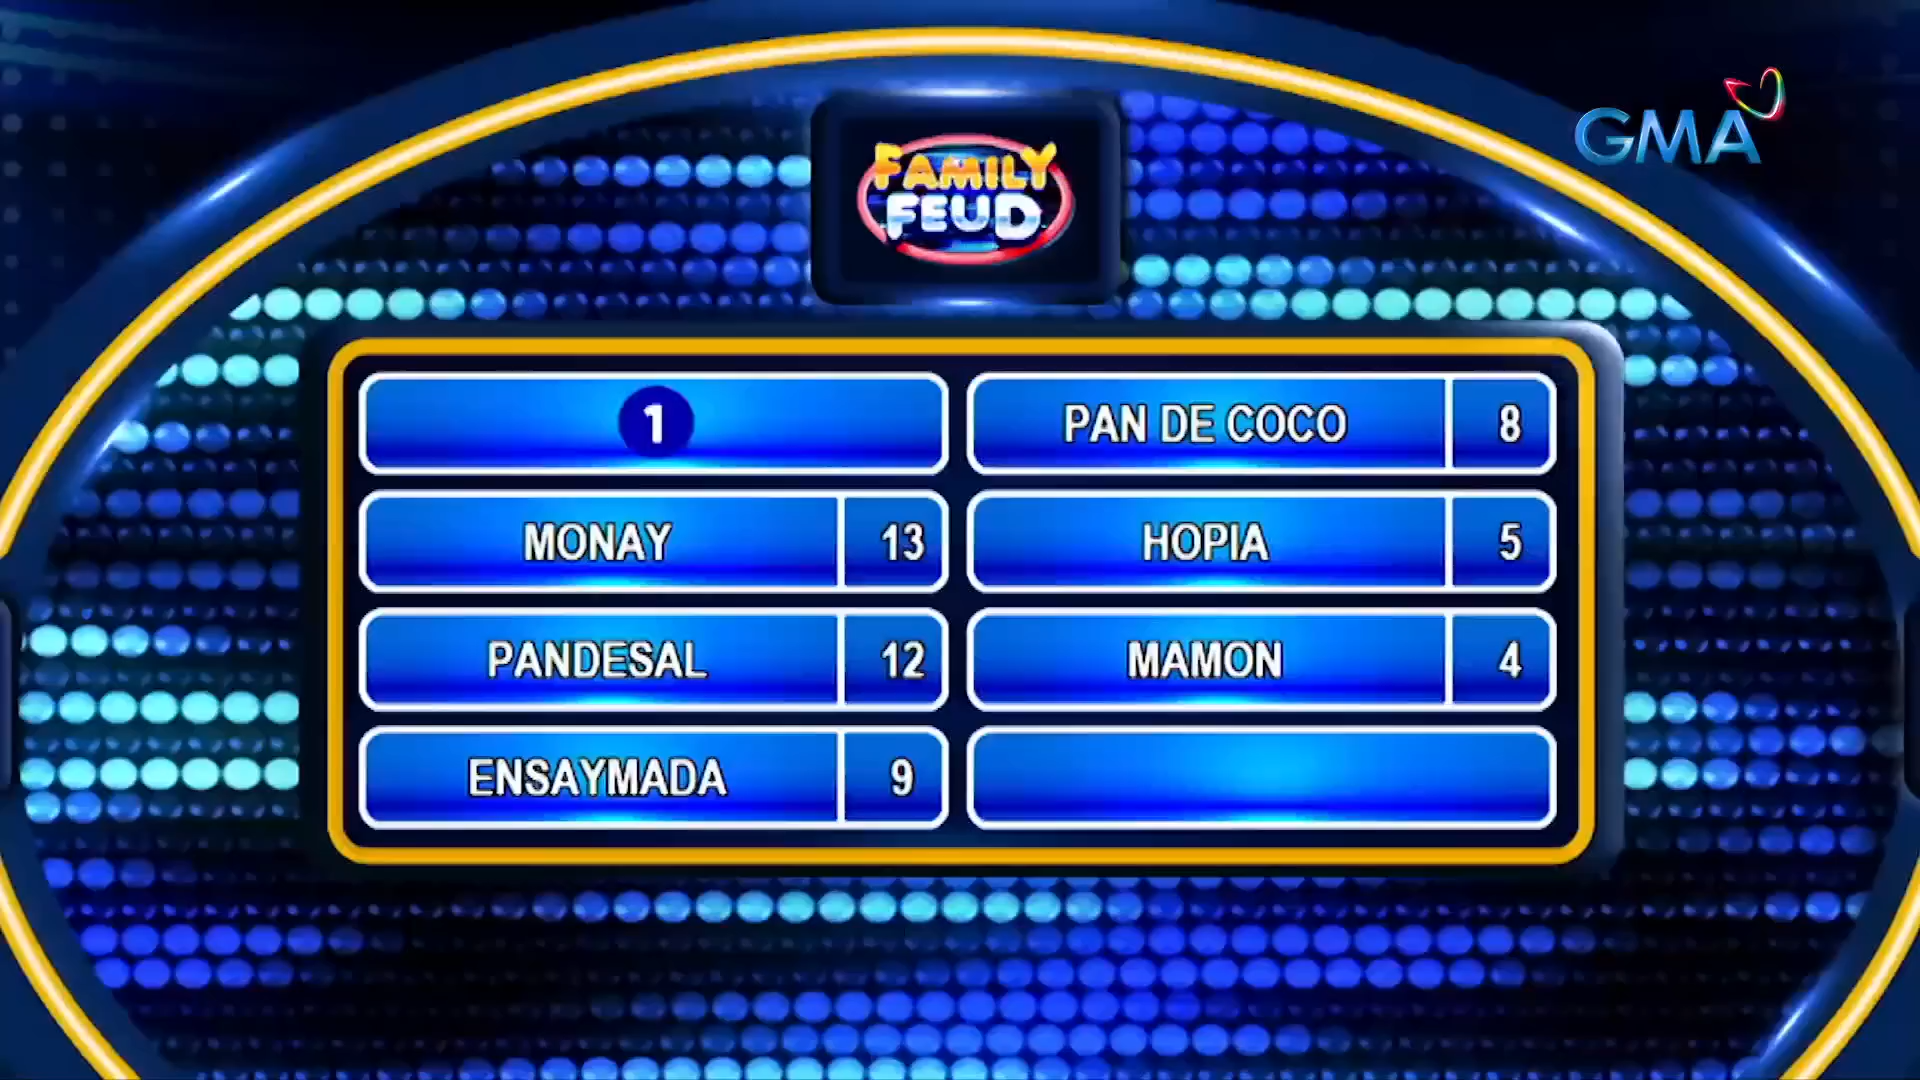 GMA
FAMILY
FEUD
1
MONAY 13
PANDESAL 12
ENSAYMADA 9
PAN DE COCO 8
HOPIA 5
MAMON 4